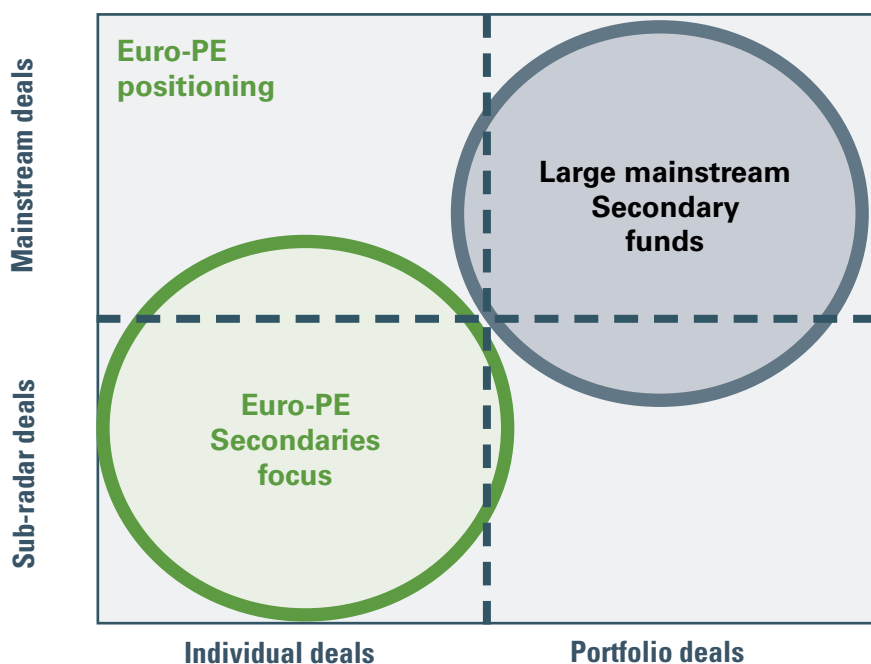 Euro-PE
positioning
Mainstream deals
Large mainstream
Secondary
funds
Sub-radar deals
Euro-PE
Secondaries
focus
Individual deals
Portfolio deals